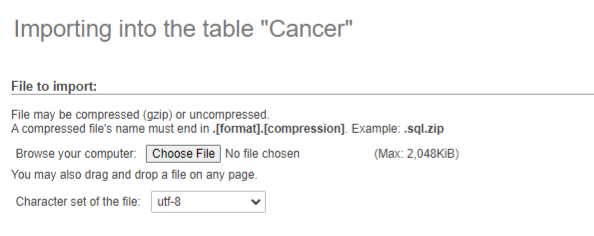 Importing into the table "Cancer"
File to import:
File may be compressed (gzip) or uncompressed.
A compressed file's name must end in .[format].[compression]. Example: .sql.zip
Browse your computer: Choose File No file chosen (Max: 2,048KiB)
You may also drag and drop a file on any page.
Character set of the file: utf-8